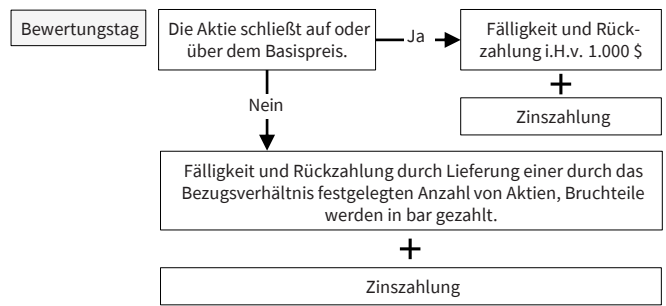 Bewertungstag
Die Aktie schließt auf oder
über dem Basispreis.
Ja
Fälligkeit und Rück-
zahlung i.H.v. 1.000 $
+
Zinszahlung
Nein
Fälligkeit und Rückzahlung durch Lieferung einer durch das
Bezugsverhältnis festgelegten Anzahl von Aktien, Bruchteile
werden in bar gezahlt.
+
Zinszahlung